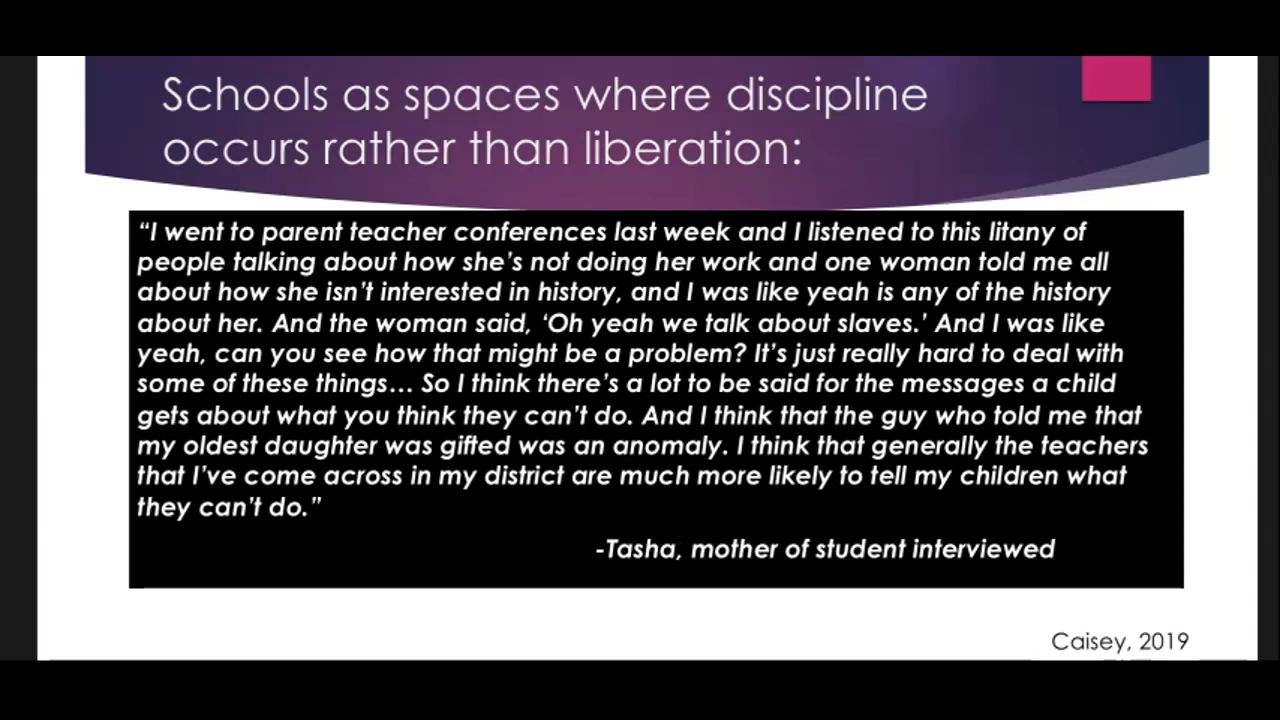 Schools as spaces where discipline
occurs rather than liberation:
“I went to parent teacher conferences last week and I listened to this litany of
people talking about how she’s not doing her work and one woman told me all
about how she isn’t interested in history, and I was like yeah is any of the history
about her. And the woman said, ‘Oh yeah we talk about slaves.’ And I was like
yeah, can you see how that might be a problem? It’s just really hard to deal with
some of these things… So I think there’s a lot to be said for the messages a child
gets about what you think they can’t do. And I think that the guy who told me that
my oldest daughter was gifted was an anomaly. I think that generally the teachers
that I’ve come across in my district are much more likely to tell my children what
they can’t do.”
-Tasha, mother of student interviewed
Caisey, 2019